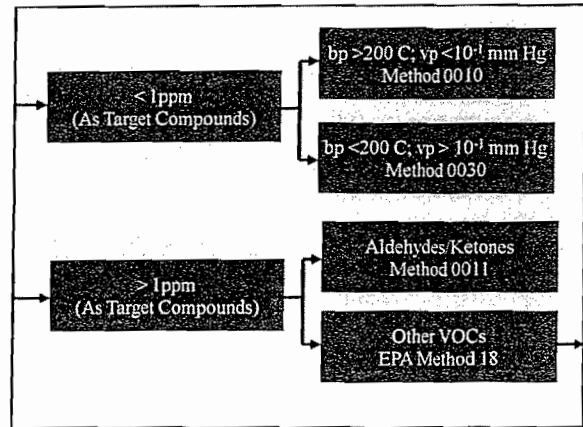 bp >200 C; vp <10⁻¹ mm Hg
Method 0010
< 1ppm
(As Target Compounds)
bp <200 C; vp > 10⁻¹ mm Hg
Method 0030
Aldehydes/Ketones
Method 0011
> 1ppm
(As Target Compounds)
Other VOCs
EPA Method 18